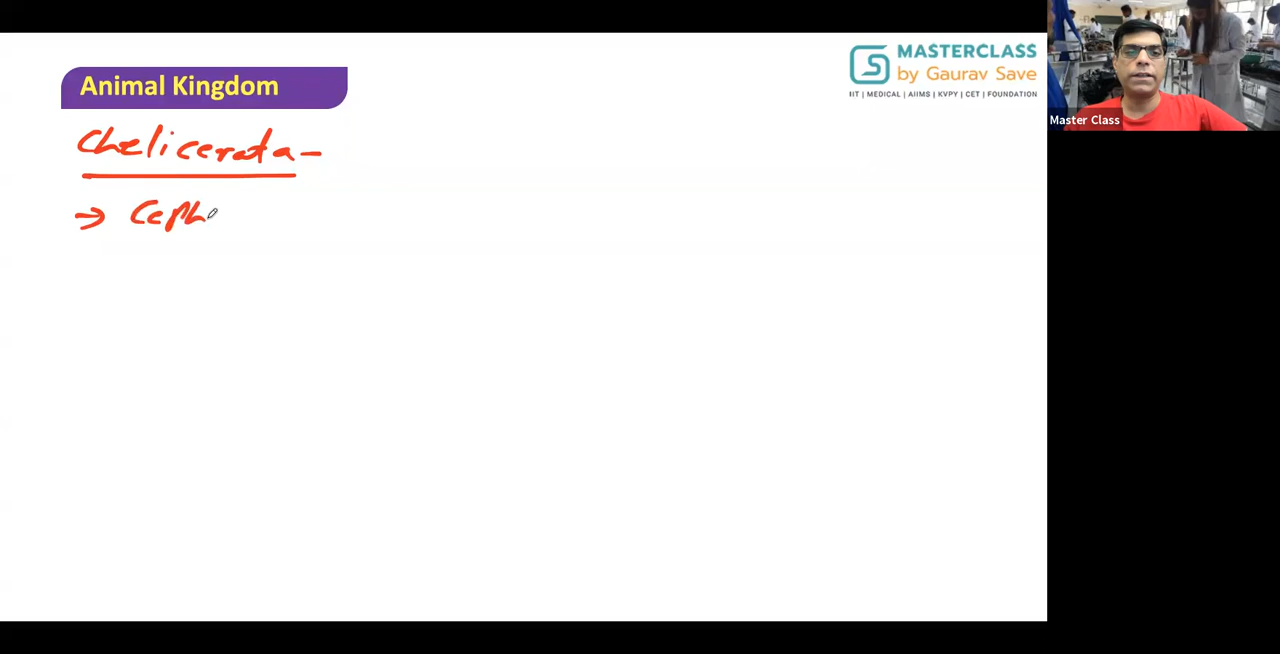 MASTERCLASS
by Gaurav Save
IIT | MEDICAL | AIIMS | KVPY | CET | FOUNDATION
Master Class
Animal Kingdom
Chelicerata -
→ Ceph